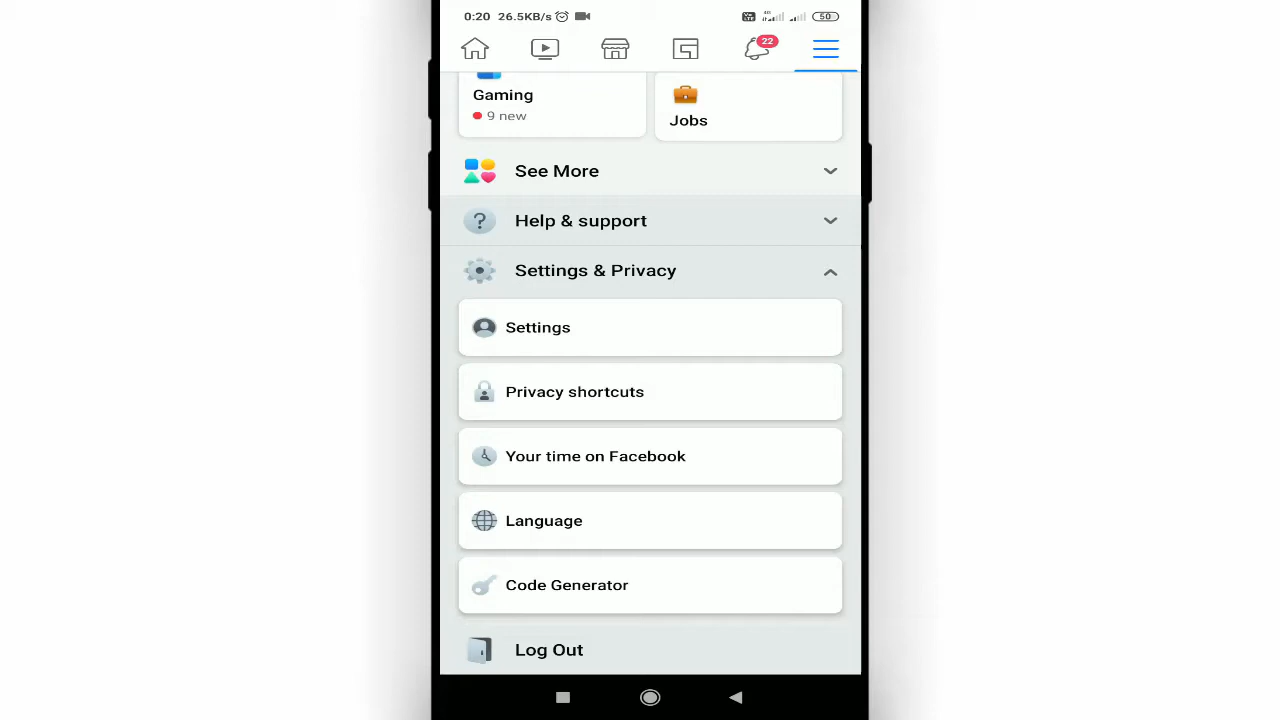 0:20 26.5KB/s 50
22
Gaming
9 new
Jobs
See More
Help & support
Settings & Privacy
Settings
Privacy shortcuts
Your time on Facebook
Language
Code Generator
Log Out